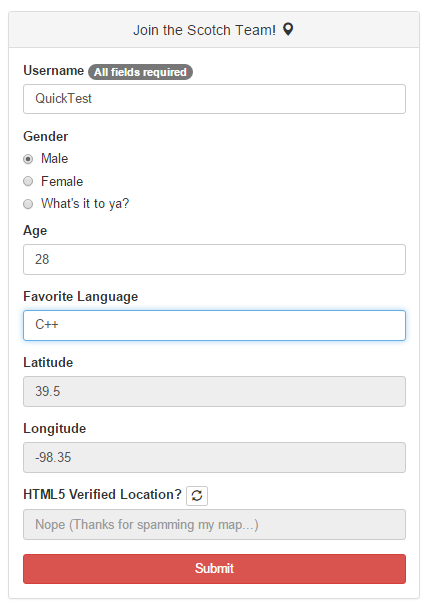 Join the Scotch Team!
Username All fields required
QuickTest
Gender
Male
Female
What's it to ya?
Age
28
Favorite Language
C++
Latitude
39.5
Longitude
-98.35
HTML5 Verified Location?
Nope (Thanks for spamming my map...)
Submit